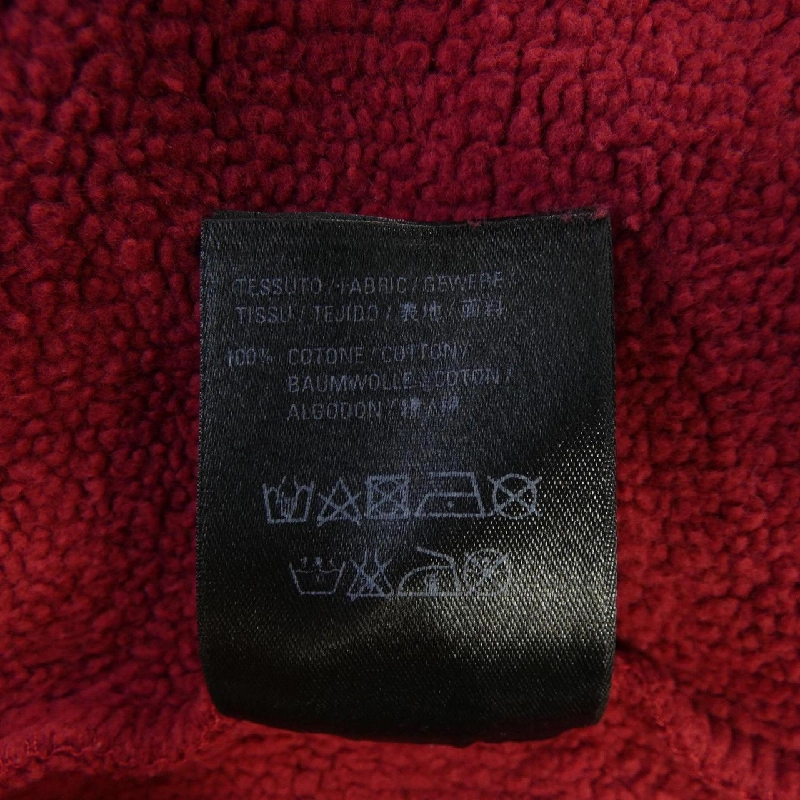 TESSUTO / FABRIC / GEWEBE /
TISSU / TEJIDO / 表地 / 面料
100% COTONE / COTTON /
BAUMWOLLE / COTON /
ALGODON / 綿 / 棉